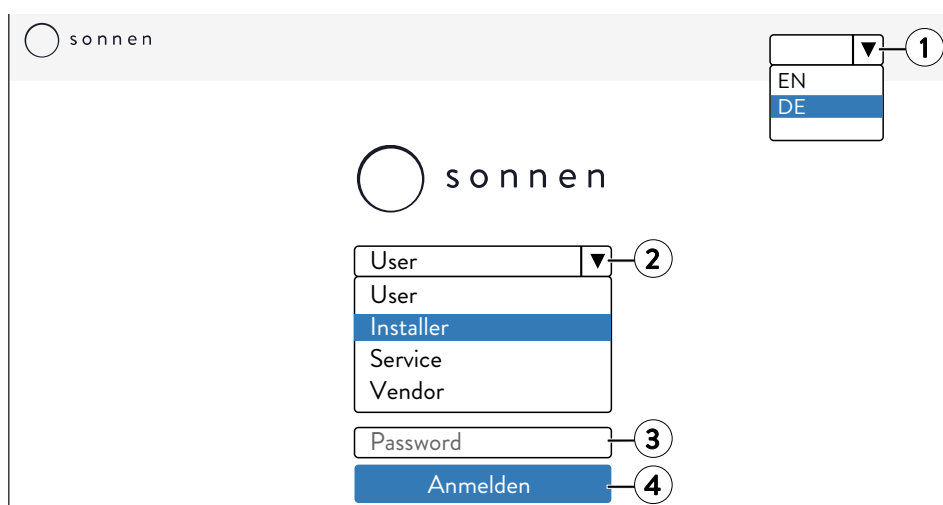 sonnen
▼ 1
EN
DE
sonnen
User ▼ 2
User
Installer
Service
Vendor
Password 3
Anmelden 4